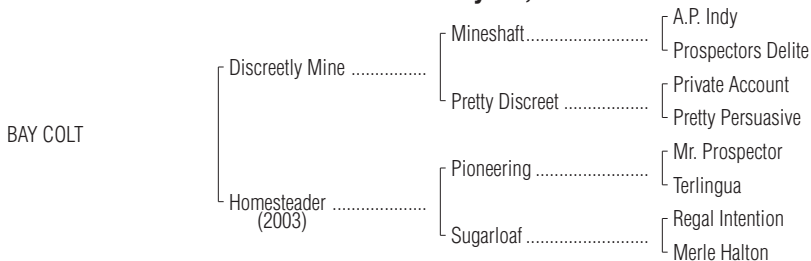 A.P. Indy
Mineshaft
Prospectors Delite
Discreetly Mine
Private Account
Pretty Discreet
Pretty Persuasive
BAY COLT
Mr. Prospector
Pioneering
Terlingua
Homesteader
(2003)
Regal Intention
Sugarloaf
Merle Halton